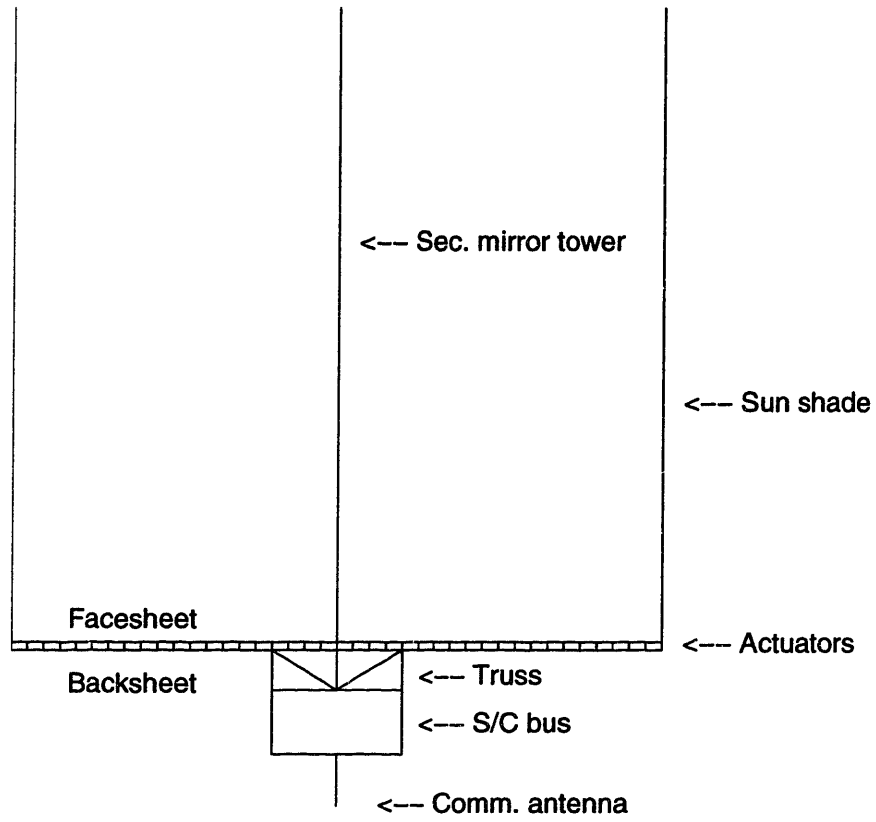 <-- Sec. mirror tower
<-- Sun shade
Facesheet
<-- Actuators
Backsheet
<-- Truss
<-- S/C bus
<-- Comm. antenna